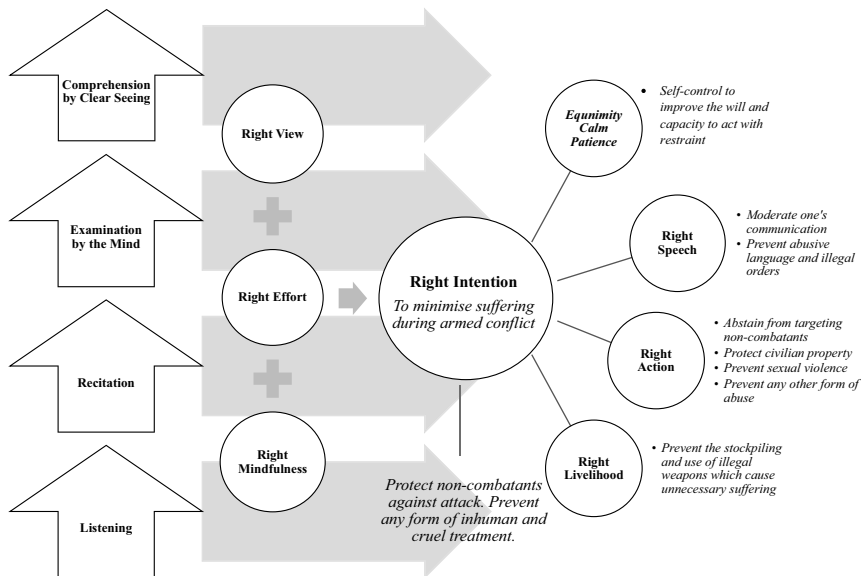 Comprehension
by Clear Seeing
Examination
by the Mind
Recitation
Listening
Right View
Right Effort
Right
Mindfulness
Right Intention
To minimise suffering
during armed conflict
Protect non-combatants
against attack. Prevent
any form of inhuman and
cruel treatment.
Equnimity
Calm
Patience
• Self-control to
improve the will and
capacity to act with
restraint
Right
Speech
• Moderate one's
communication
• Prevent abusive
language and illegal
orders
Right
Action
• Abstain from targeting
non-combatants
• Protect civilian property
• Prevent sexual violence
• Prevent any other form of
abuse
Right
Livelihood
• Prevent the stockpiling
and use of illegal
weapons which cause
unnecessary suffering